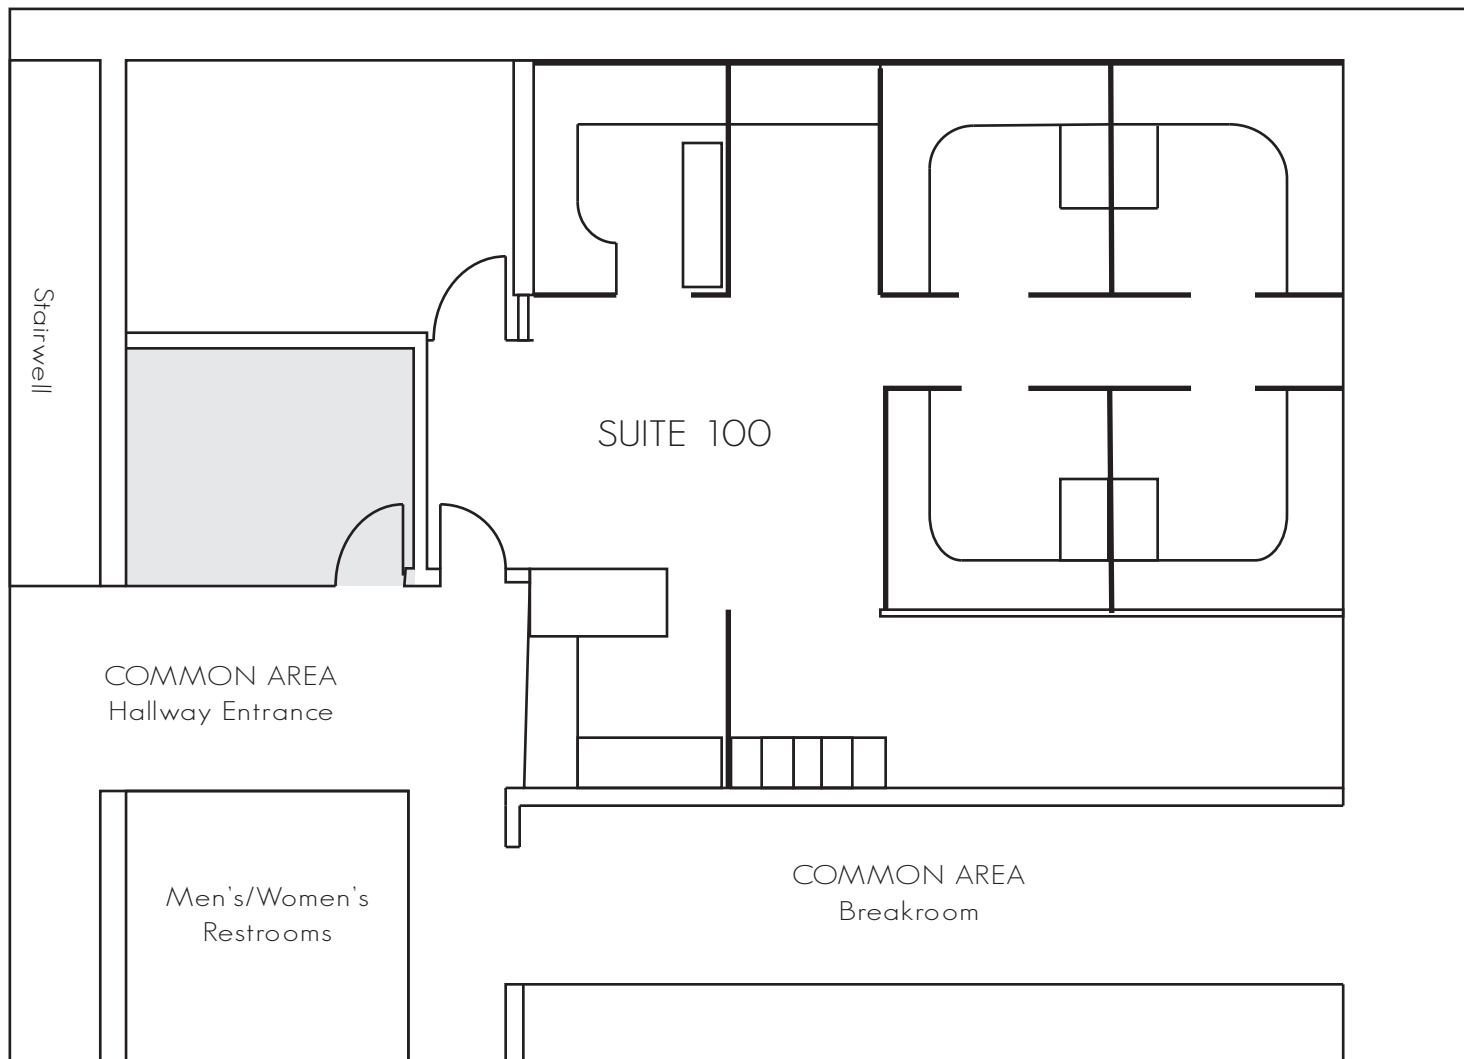 Stairwell
SUITE 100
COMMON AREA
Hallway Entrance
COMMON AREA
Breakroom
Men's/Women's
Restrooms